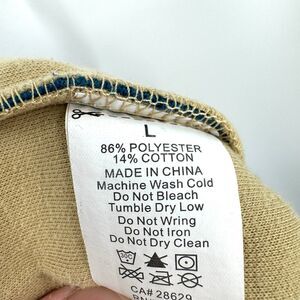 L
86% POLYESTER
14% COTTON
MADE IN CHINA
Machine Wash Cold
Do Not Bleach
Tumble Dry Low
Do Not Wring
Do Not Iron
Do Not Dry Clean
CA# 28629